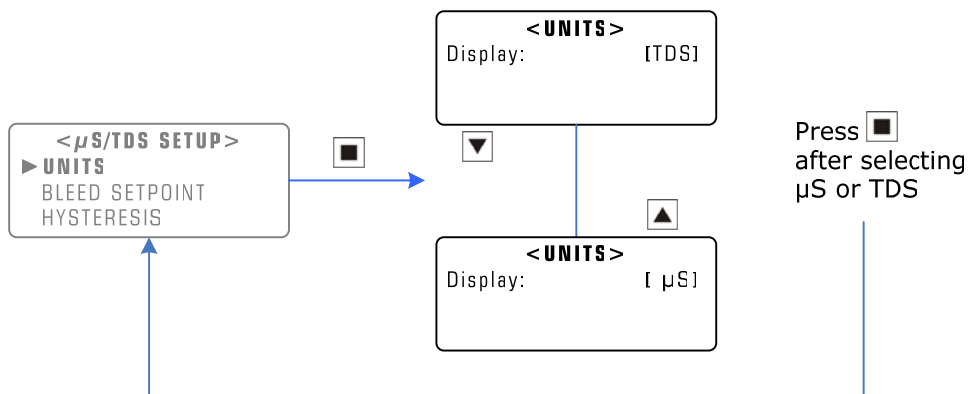 <UNITS>
Display: [TDS]
<µS/TDS SETUP>
▶ UNITS
BLEED SETPOINT
HYSTERESIS
Press ■
after selecting
µS or TDS
<UNITS>
Display: [ µS]